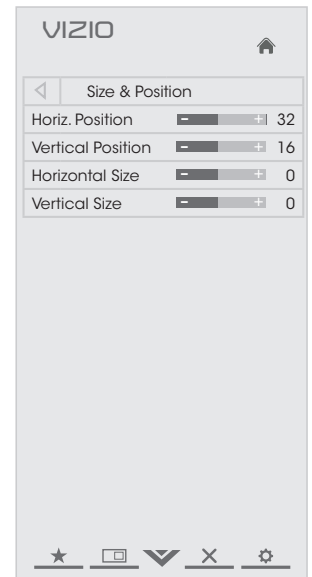 VIZIO
Size & Position
Horiz. Position - + 32
Vertical Position - + 16
Horizontal Size - + 0
Vertical Size - + 0